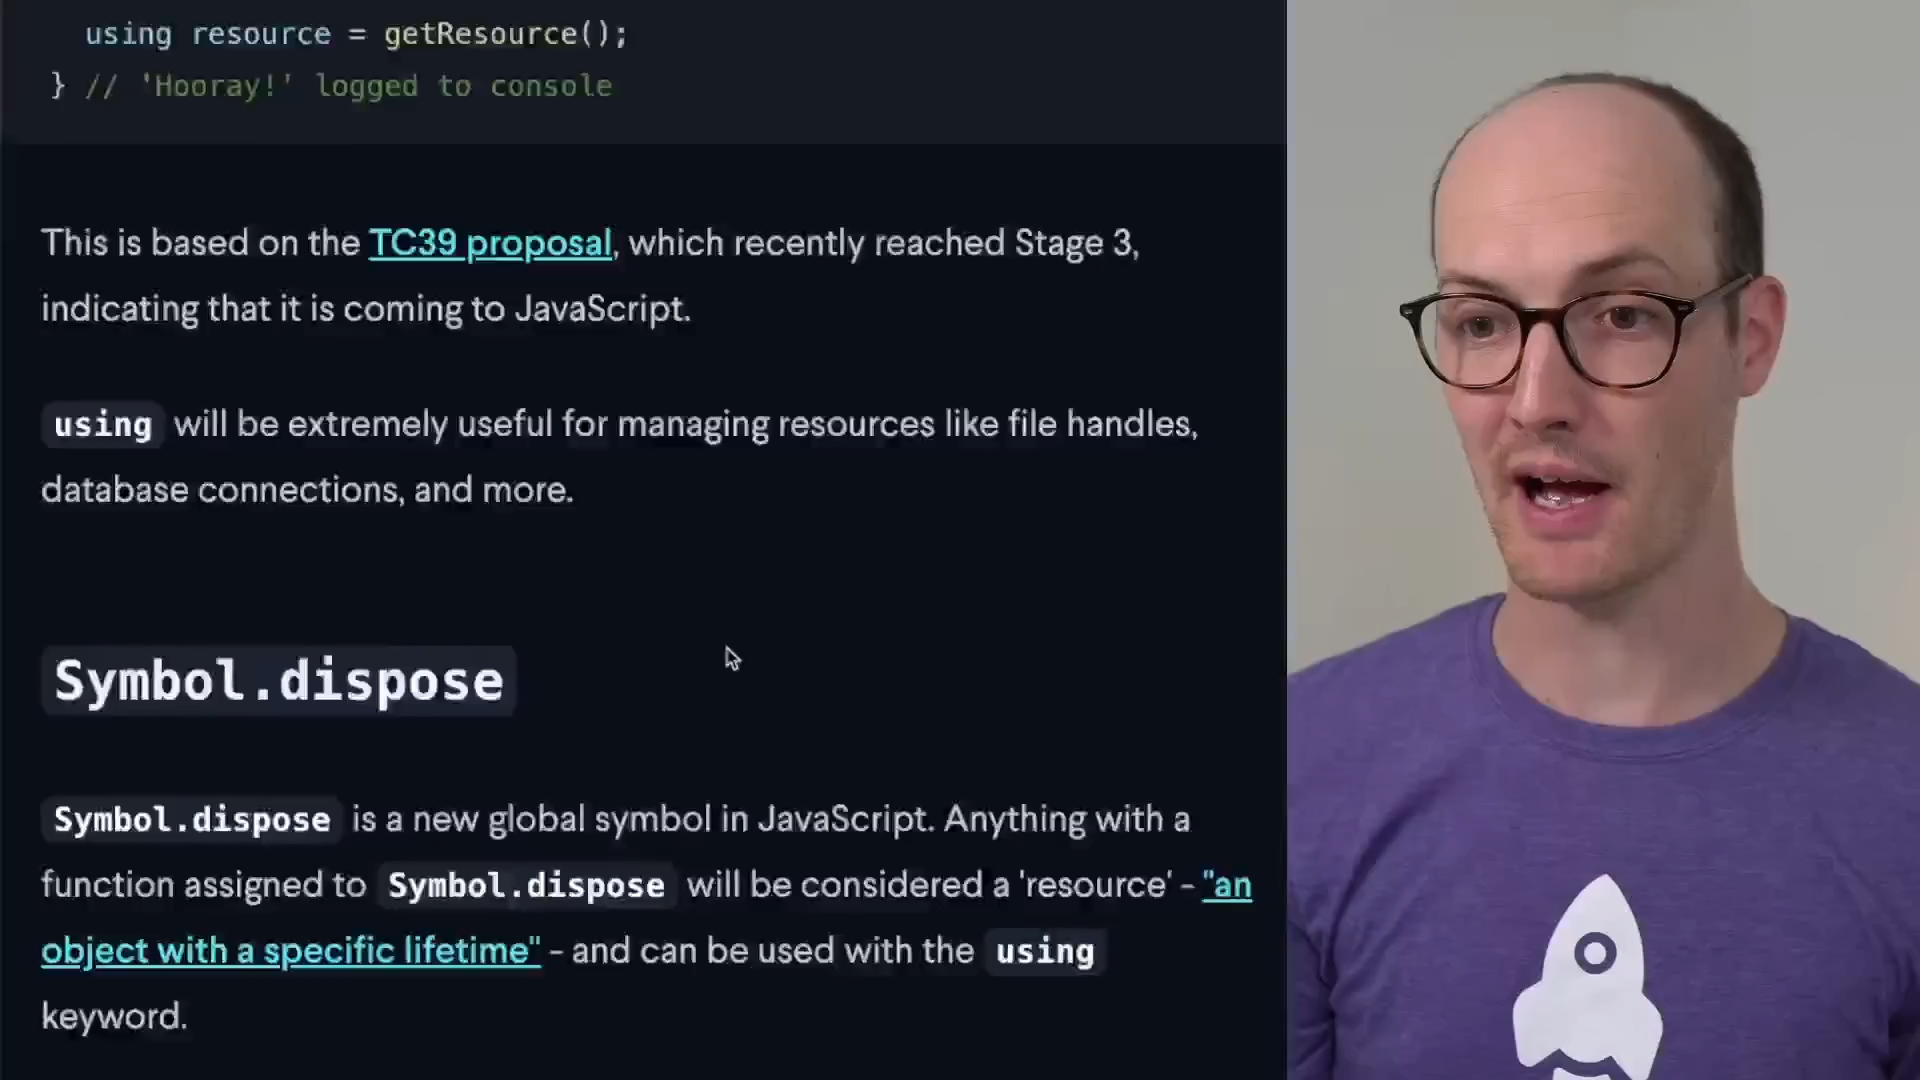 using resource = getResource();
} // 'Hooray!' logged to console
This is based on the TC39 proposal, which recently reached Stage 3,
indicating that it is coming to JavaScript.
using will be extremely useful for managing resources like file handles,
database connections, and more.
Symbol.dispose
Symbol.dispose is a new global symbol in JavaScript. Anything with a
function assigned to Symbol.dispose will be considered a 'resource' - "an
object with a specific lifetime" - and can be used with the using
keyword.